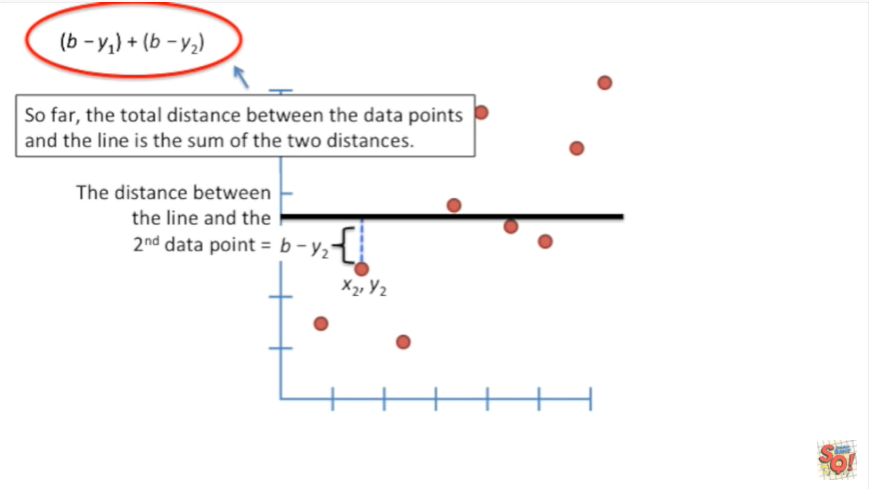 (b – y₁) + (b – y₂)
So far, the total distance between the data points
and the line is the sum of the two distances.
The distance between
the line and the
2nd data point = b – y₂
x₂, y₂
SQ!